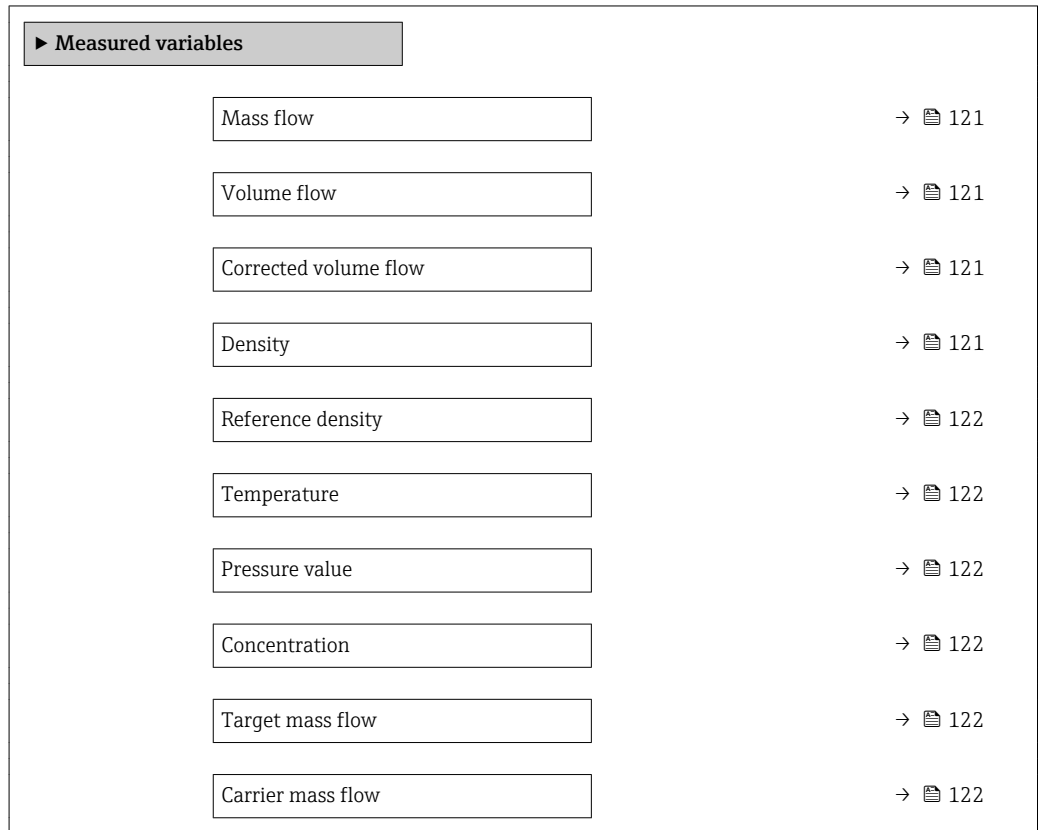 ▶ Measured variables
Mass flow → 🖹 121
Volume flow → 🖹 121
Corrected volume flow → 🖹 121
Density → 🖹 121
Reference density → 🖹 122
Temperature → 🖹 122
Pressure value → 🖹 122
Concentration → 🖹 122
Target mass flow → 🖹 122
Carrier mass flow → 🖹 122